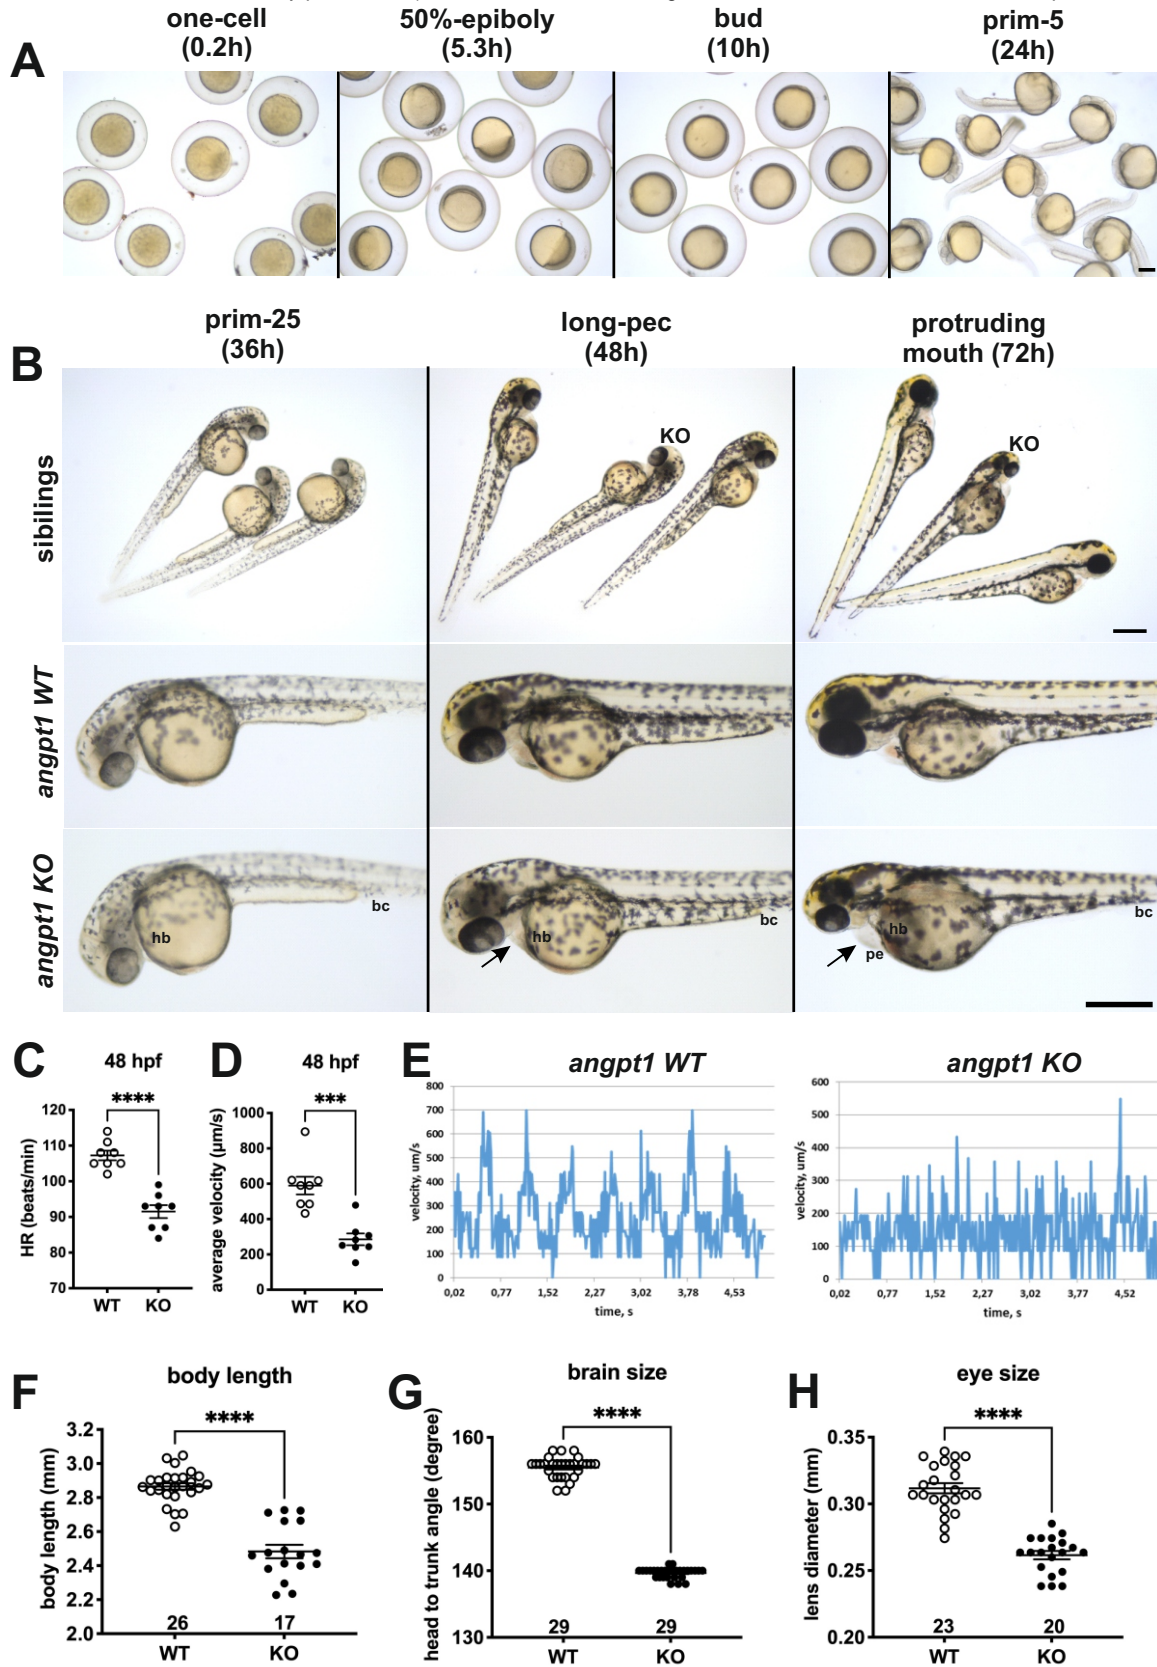 one-cell
(0.2h)
50%-epiboly
(5.3h)
bud
(10h)
prim-5
(24h)
A
prim-25
(36h)
long-pec
(48h)
protruding
mouth (72h)
B
sibilings
KO
KO
angpt1 WT
angpt1 KO
hb
bc
hb
bc
hb
pe
bc
C
48 hpf
****
HR (beats/min)
120
110
100
90
80
70
WT
KO
D
48 hpf
***
average velocity (µm/s)
1000
800
600
400
200
0
WT
KO
E
angpt1 WT
velocity, um/s
800
700
600
500
400
300
200
100
0
0,02
0,77
1,52
2,27
3,02
3,78
4,53
time, s
angpt1 KO
velocity, um/s
600
500
400
300
200
100
0
0,02
0,77
1,52
2,27
3,02
3,77
4,52
time, s
F
body length
****
body length (mm)
3.2
3.0
2.8
2.6
2.4
2.2
2.0
26
17
WT
KO
G
brain size
****
head to trunk angle (degree)
160
150
140
130
29
29
WT
KO
H
eye size
****
lens diameter (mm)
0.35
0.30
0.25
0.20
23
20
WT
KO